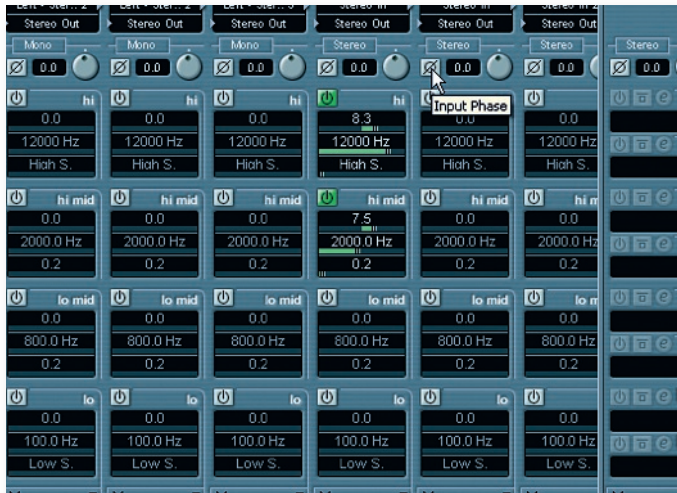 Stereo Out Stereo Out Stereo Out Stereo Out Stereo Out Stereo Out
Mono Mono Mono Stereo Stereo Stereo Stereo
0.0 0.0 0.0 0.0 0.0 0.0 0.0
hi hi hi hi
Input Phase
0.0 0.0 0.0 8.3 0.0 0.0
12000 Hz 12000 Hz 12000 Hz 12000 Hz 12000 Hz 12000 Hz
High S. High S. High S. High S. High S. High S.
hi mid hi mid hi mid hi mid hi mid hi m
0.0 0.0 0.0 7.5 0.0 0.0
2000.0 Hz 2000.0 Hz 2000.0 Hz 2000.0 Hz 2000.0 Hz 2000.0 Hz
0.2 0.2 0.2 0.2 0.2 0.2
lo mid lo mid lo mid lo mid lo mid lo m
0.0 0.0 0.0 0.0 0.0 0.0
800.0 Hz 800.0 Hz 800.0 Hz 800.0 Hz 800.0 Hz 800.0 Hz
0.2 0.2 0.2 0.2 0.2 0.2
lo lo lo lo lo lo
0.0 0.0 0.0 0.0 0.0 0.0
100.0 Hz 100.0 Hz 100.0 Hz 100.0 Hz 100.0 Hz 100.0 Hz
Low S. Low S. Low S. Low S. Low S. Low S.